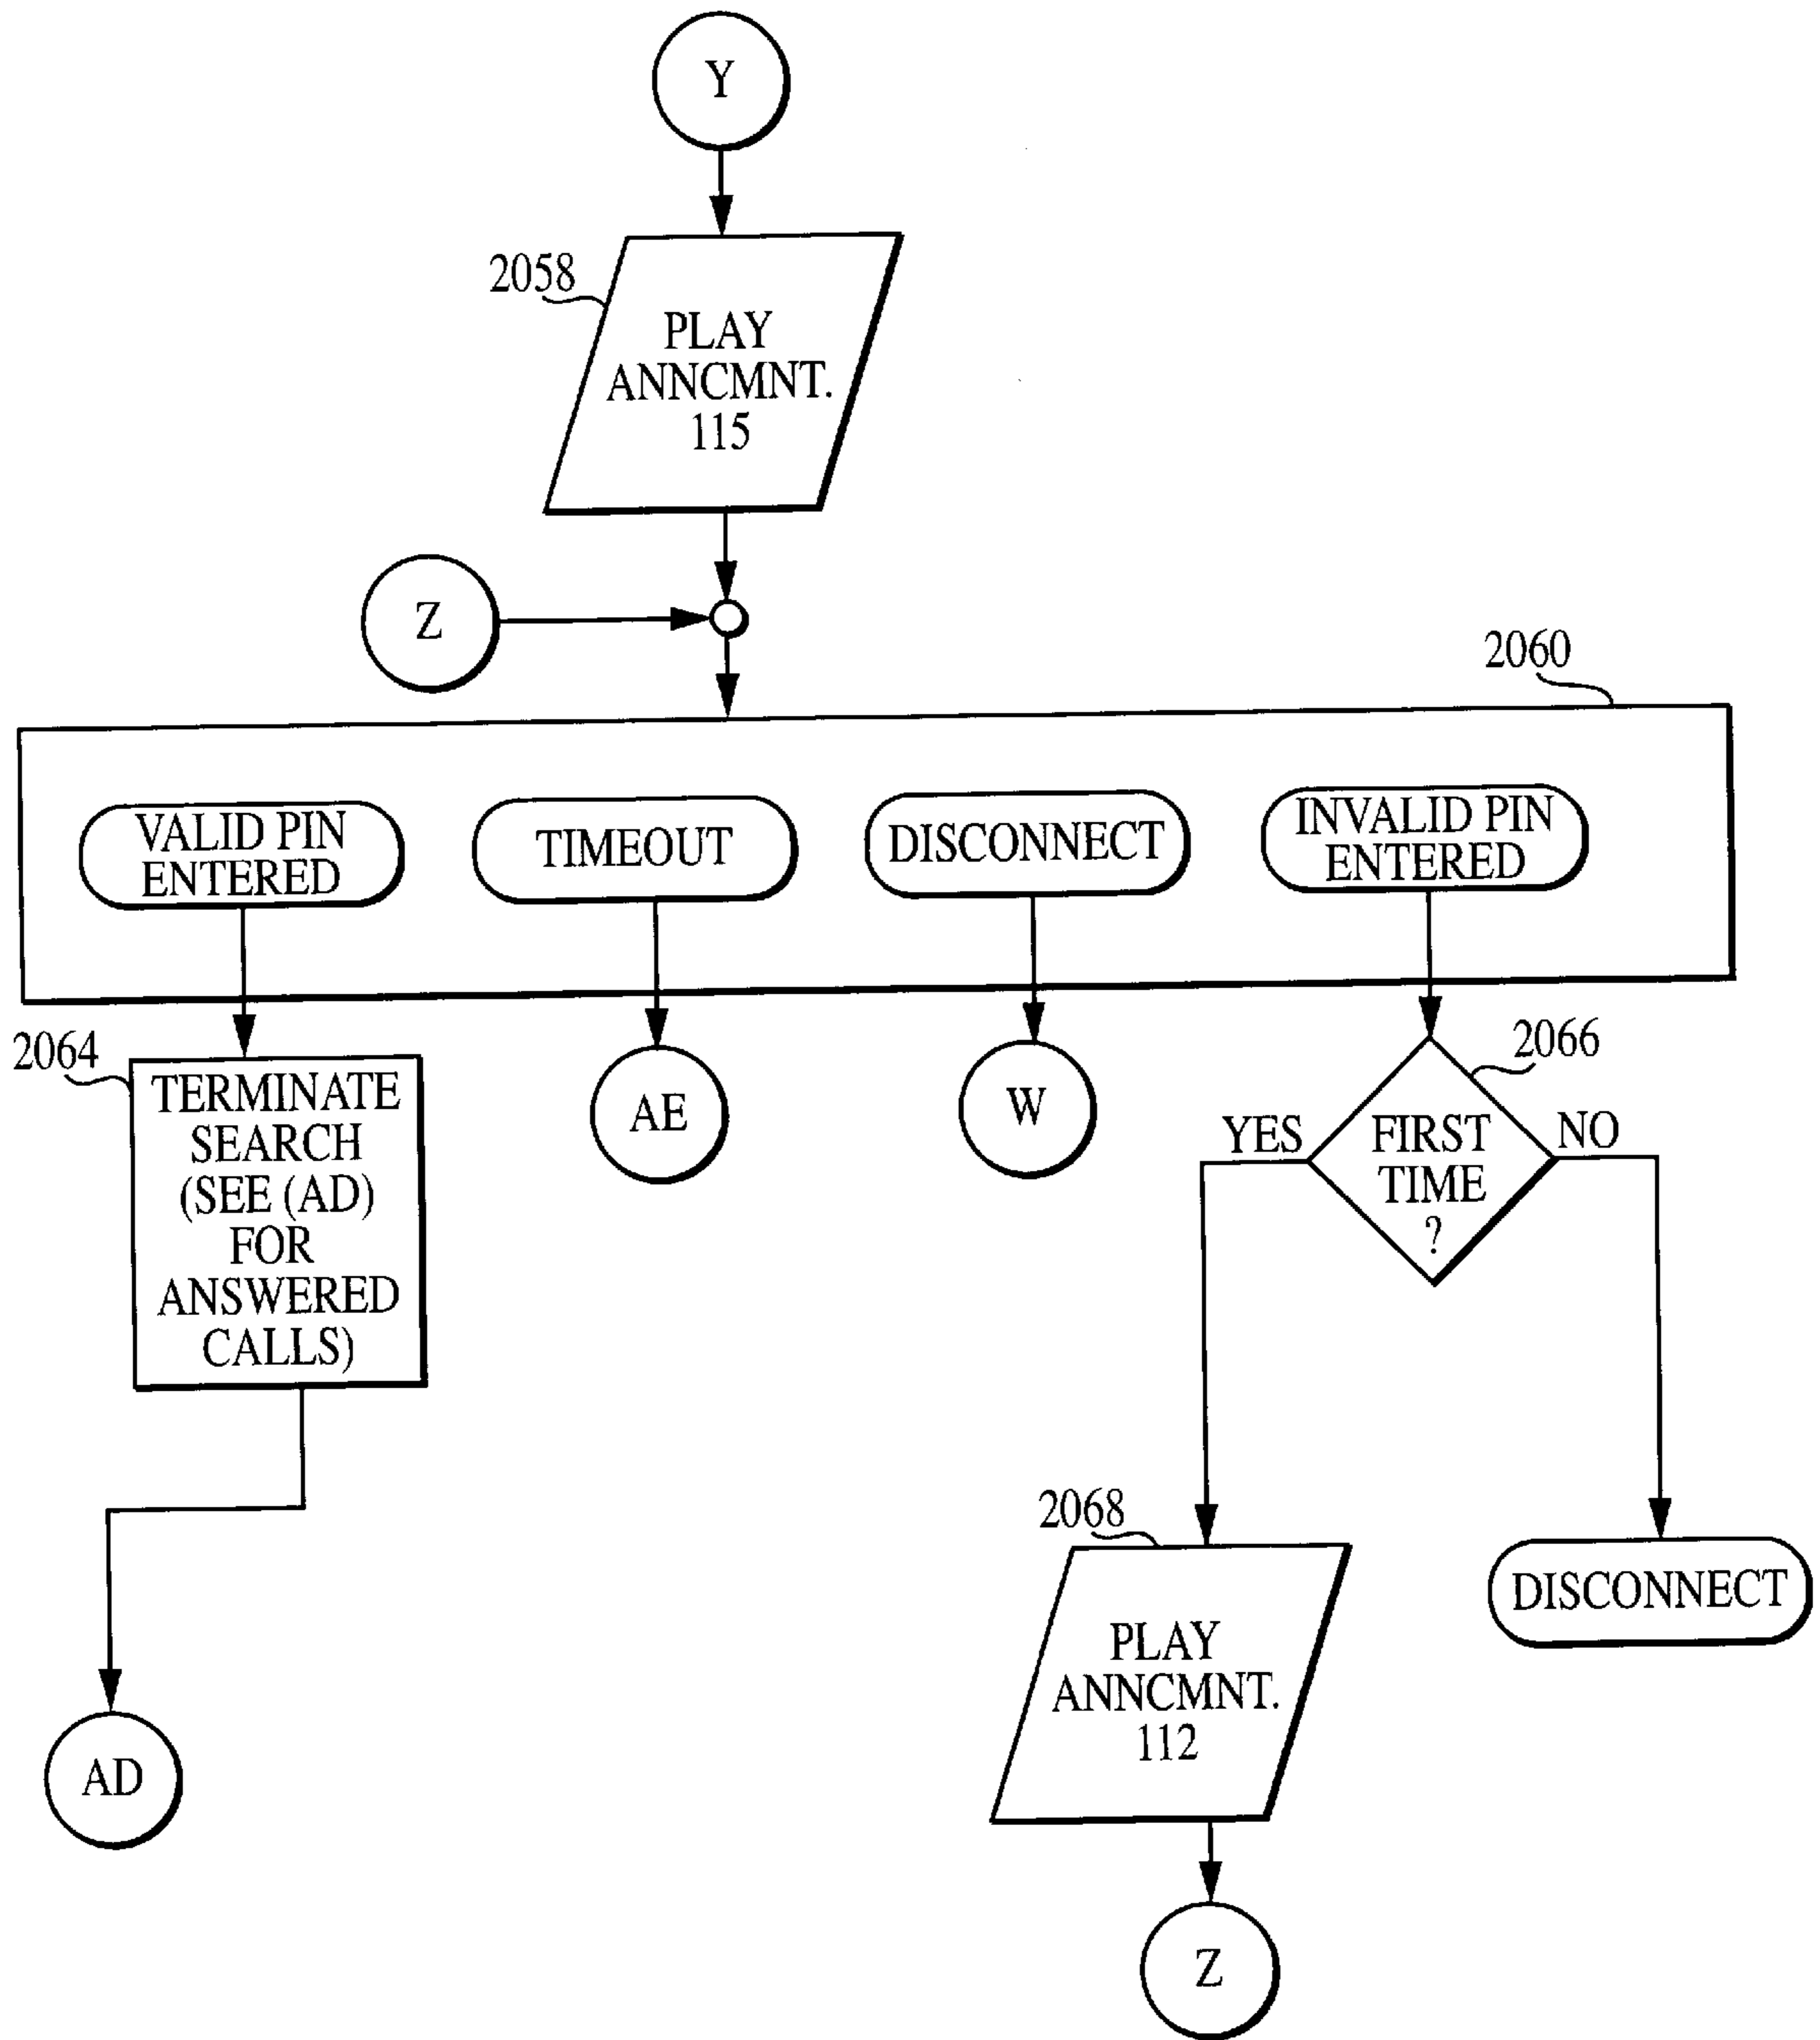 Y
2058
PLAY
ANNCMNT.
115
Z
2060
VALID PIN
ENTERED
TIMEOUT
DISCONNECT
INVALID PIN
ENTERED
2064
TERMINATE
SEARCH
(SEE (AD)
FOR
ANSWERED
CALLS)
AE
W
2066
YES
FIRST
TIME
?
NO
2068
PLAY
ANNCMNT.
112
DISCONNECT
AD
Z